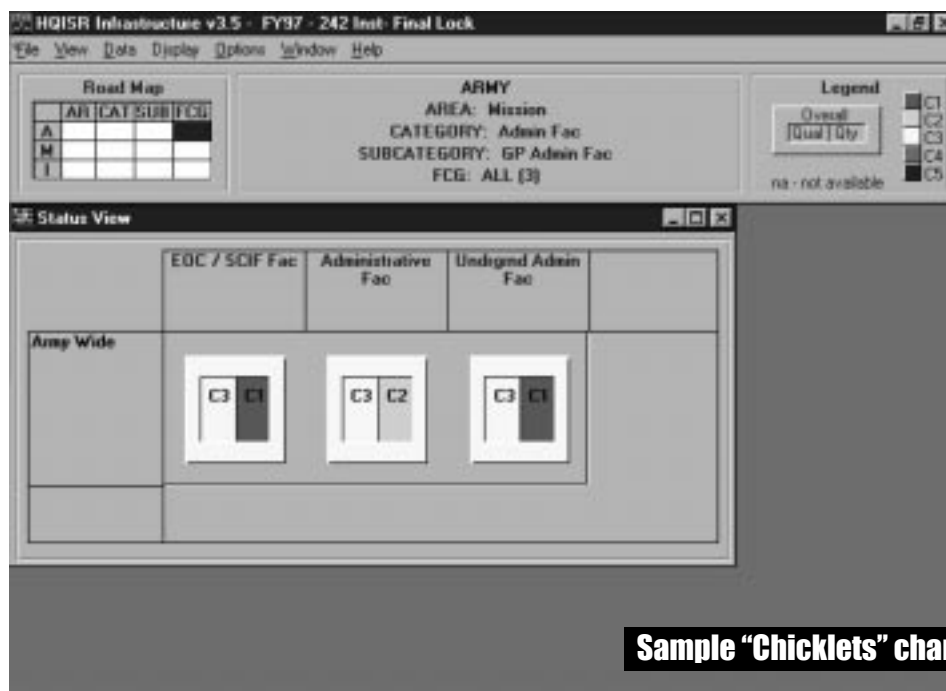 HQISR Infrastructure v3.5 - FY97 - 242 Inst- Final Lock
File View Data Display Options Window Help
Road Map
AR CAT SUB FCG
A
M
I
ARMY
AREA: Mission
CATEGORY: Admin Fac
SUBCATEGORY: GP Admin Fac
FCG: ALL (3)
Legend
Overall
Qual Qty
na - not available
C1
C2
C3
C4
C5
Status View
EOC / SCIF Fac
Administrative
Fac
Undrgrnd Admin
Fac
Army Wide
C3 C1
C3 C2
C3 C1
Sample “Chicklets” char